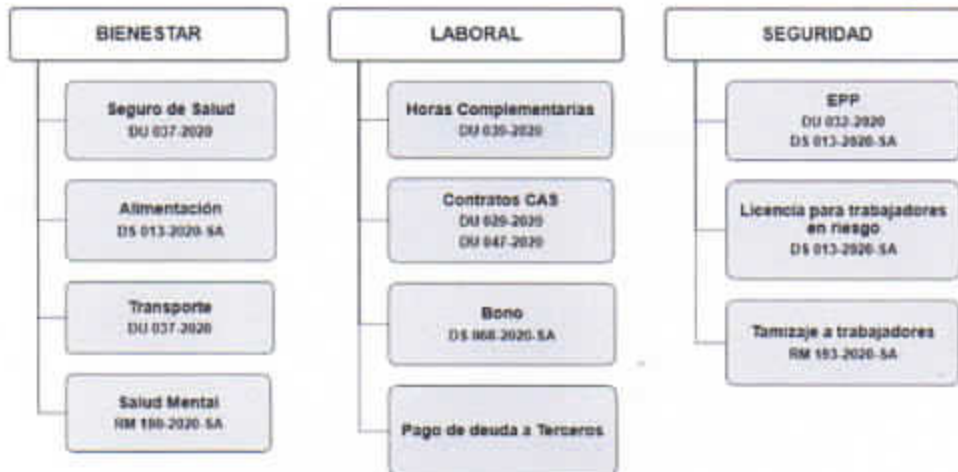 BIENESTAR
Seguro de Salud
DU 037-2020
Alimentación
DS 013-2020-SA
Transporte
DU 037-2020
Salud Mental
RM 180-2020-SA
LABORAL
Horas Complementarias
DU 039-2020
Contratos CAS
DU 029-2020
DU 047-2020
Bono
DS 068-2020-SA
Pago de deuda a Terceros
SEGURIDAD
EPP
DU 032-2020
DS 013-2020-SA
Licencia para trabajadores
en riesgo
DS 013-2020-SA
Tamizaje a trabajadores
RM 193-2020-SA